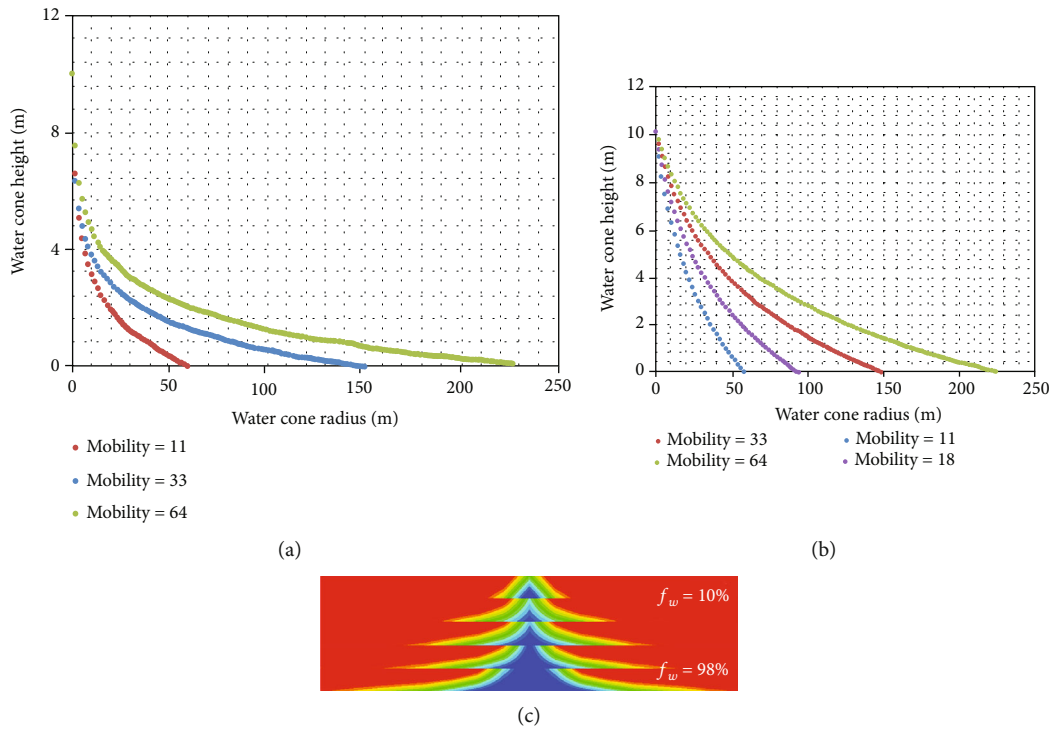 12
8
4
0
Water cone height (m)
0
50
100
150
200
250
Water cone radius (m)
Mobility = 11
Mobility = 33
Mobility = 64
(a)
12
10
8
6
4
2
0
Water cone height (m)
0
50
100
150
200
250
Water cone radius (m)
Mobility = 33
Mobility = 11
Mobility = 64
Mobility = 18
(b)
f_w = 10%
f_w = 98%
(c)